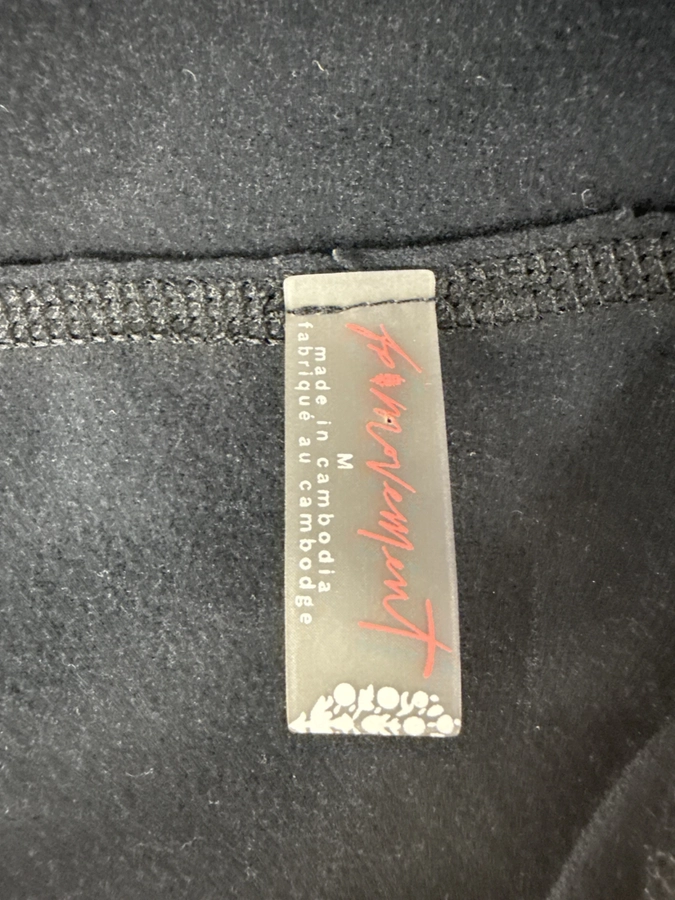 fp movement
M
made in cambodia
fabriqué au cambodge